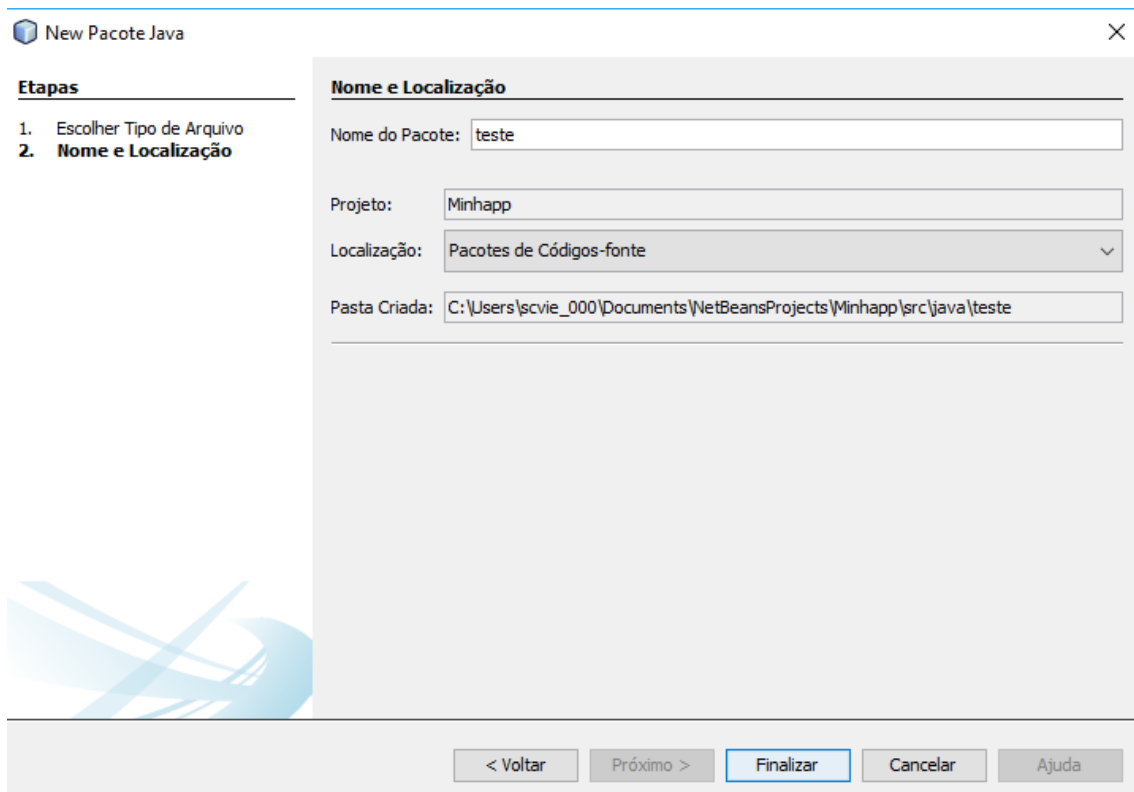 New Pacote Java
Etapas
1. Escolher Tipo de Arquivo
2. Nome e Localização
Nome e Localização
Nome do Pacote: teste
Projeto: Minhapp
Localização: Pacotes de Códigos-fonte
Pasta Criada: C:\Users\scvie_000\Documents\NetBeansProjects\Minhapp\src\java\teste
< Voltar Próximo > Finalizar Cancelar Ajuda